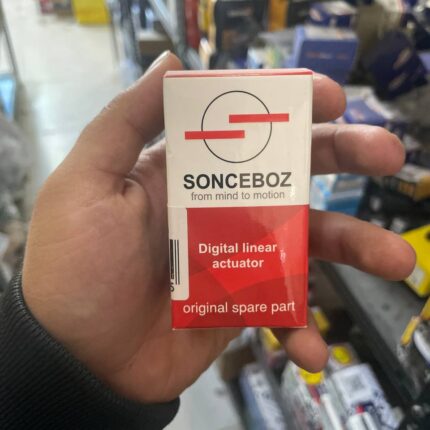 SONCEBOZ
from mind to motion
Digital linear
actuator
original spare part